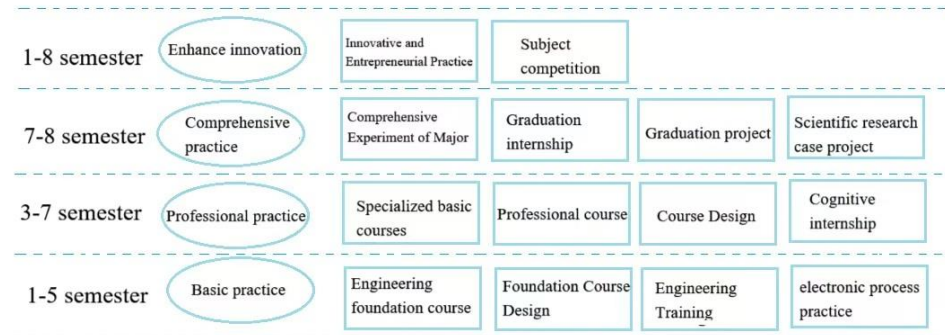 1-8 semester
Enhance innovation
Innovative and
Entrepreneurial Practice
Subject
competition
7-8 semester
Comprehensive
practice
Comprehensive
Experiment of Major
Graduation
internship
Graduation project
Scientific research
case project
3-7 semester
Professional practice
Specialized basic
courses
Professional course
Course Design
Cognitive
internship
1-5 semester
Basic practice
Engineering
foundation course
Foundation Course
Design
Engineering
Training
electronic process
practice